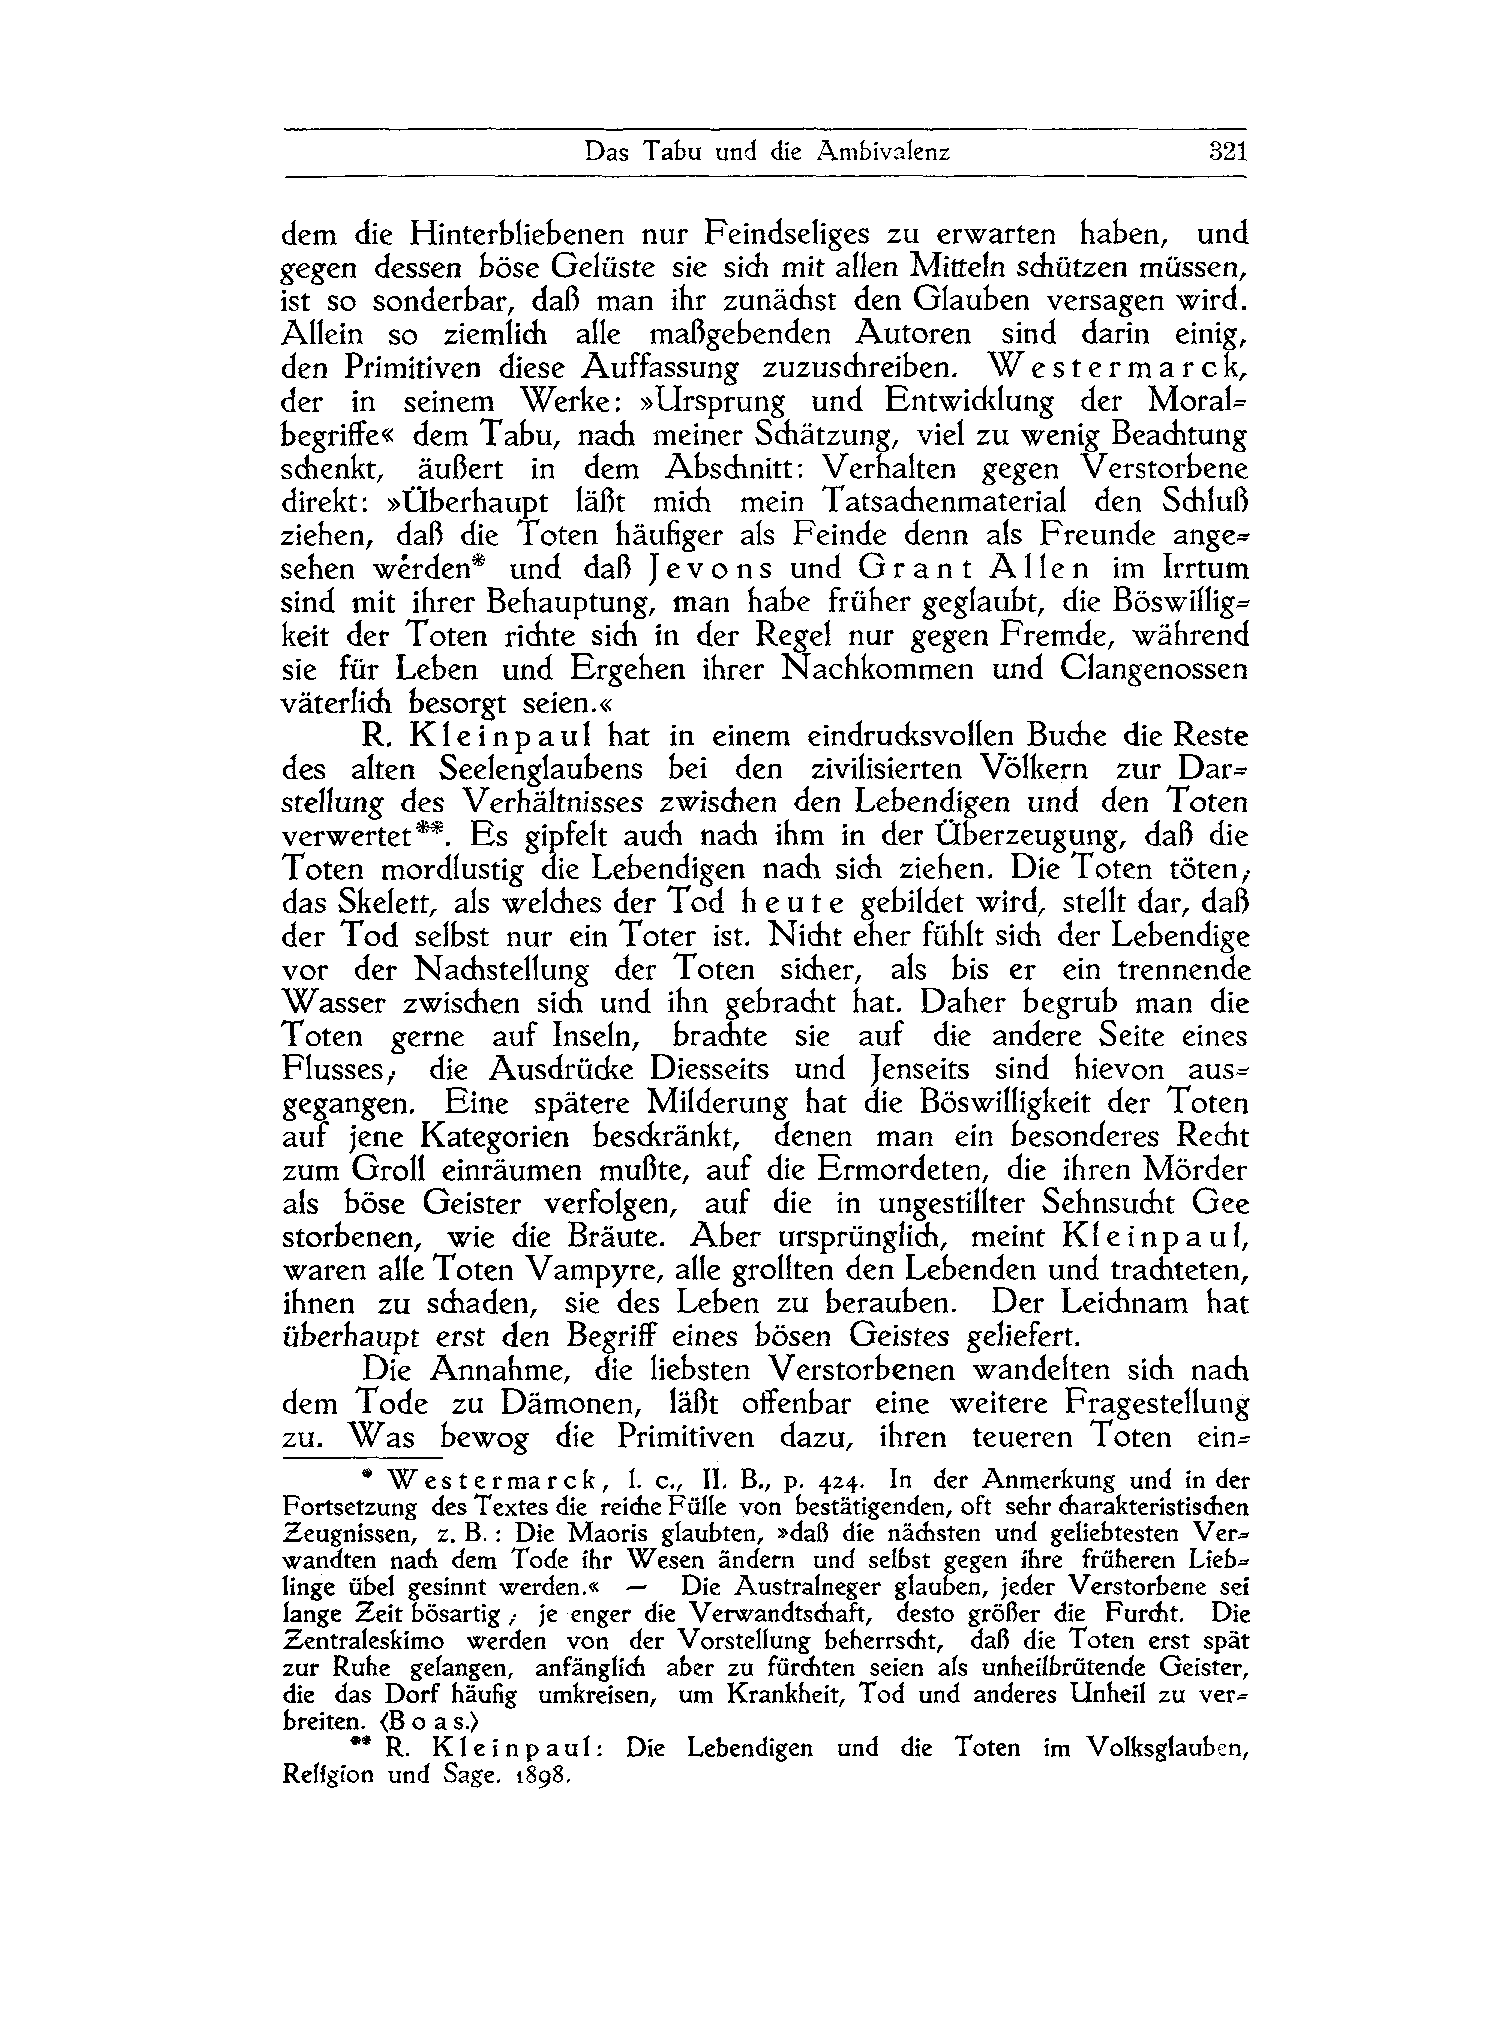 Das Tabu und die Ambivalenz 321
dem die Hinterbliebenen nur Feindseliges zu erwarten haben, und
gegen dessen böse Gelüste sie sich mit allen Mitteln schützen müssen,
ist so sonderbar, daß man ihr zunächst den Glauben versagen wird.
Allein so ziemlich alle maßgebenden Autoren sind darin einig,
den Primitiven diese Auffassung zuzuschreiben. Westermarck,
der in seinem Werke: »Ursprung und Entwicklung der Moral-
begriffe« dem Tabu, nach meiner Schätzung, viel zu wenig Beachtung
schenkt, äußert in dem Abschnitt: Verhalten gegen Verstorbene
direkt: »Überhaupt läßt mich mein Tatsachenmaterial den Schluß
ziehen, daß die Toten häufiger als Feinde denn als Freunde ange-
sehen werden* und daß Jevons und Grant Allen im Irrtum
sind mit ihrer Behauptung, man habe früher geglaubt, die Böswillig-
keit der Toten richte sich in der Regel nur gegen Fremde, während
sie für Leben und Ergehen ihrer Nachkommen und Clangenossen
väterlich besorgt seien.«
R. Kleinpaul hat in einem eindrucksvollen Buche die Reste
des alten Seelenglaubens bei den zivilisierten Völkern zur Dar-
stellung des Verhältnisses zwischen den Lebendigen und den Toten
verwertet**. Es gipfelt auch nach ihm in der Überzeugung, daß die
Toten mordlustig die Lebendigen nach sich ziehen. Die Toten töten;
das Skelett, als welches der Tod heute gebildet wird, stellt dar, daß
der Tod selbst nur ein Toter ist. Nicht eher fühlt sich der Lebendige
vor der Nachstellung der Toten sicher, als bis er ein trennende
Wasser zwischen sich und ihn gebracht hat. Daher begrub man die
Toten gerne auf Inseln, brachte sie auf die andere Seite eines
Flusses; die Ausdrücke Diesseits und Jenseits sind hievon aus-
gegangen. Eine spätere Milderung hat die Böswilligkeit der Toten
auf jene Kategorien besckränkt, denen man ein besonderes Recht
zum Groll einräumen mußte, auf die Ermordeten, die ihren Mörder
als böse Geister verfolgen, auf die in ungestillter Sehnsucht Gee
storbenen, wie die Bräute. Aber ursprünglich, meint Kleinpaul,
waren alle Toten Vampyre, alle grollten den Lebenden und trachteten,
ihnen zu schaden, sie des Leben zu berauben. Der Leichnam hat
überhaupt erst den Begriff eines bösen Geistes geliefert.
Die Annahme, die liebsten Verstorbenen wandelten sich nach
dem Tode zu Dämonen, läßt offenbar eine weitere Fragestellung
zu. Was bewog die Primitiven dazu, ihren teueren Toten ein-
* Westermarck, l. c., II. B., p. 424. In der Anmerkung und in der
Fortsetzung des Textes die reiche Fülle von bestätigenden, oft sehr charakteristischen
Zeugnissen, z. B.: Die Maoris glaubten, »daß die nächsten und geliebtesten Ver-
wandten nach dem Tode ihr Wesen ändern und selbst gegen ihre früheren Lieb-
linge übel gesinnt werden.« — Die Australneger glauben, jeder Verstorbene sei
lange Zeit bösartig; je enger die Verwandtschaft, desto größer die Furcht. Die
Zentraleskimo werden von der Vorstellung beherrscht, daß die Toten erst spät
zur Ruhe gelangen, anfänglich aber zu fürchten seien als unheilbrütende Geister,
die das Dorf häufig umkreisen, um Krankheit, Tod und anderes Unheil zu ver-
breiten. (Boas.)
** R. Kleinpaul: Die Lebendigen und die Toten im Volksglauben,
Religion und Sage. 1898.